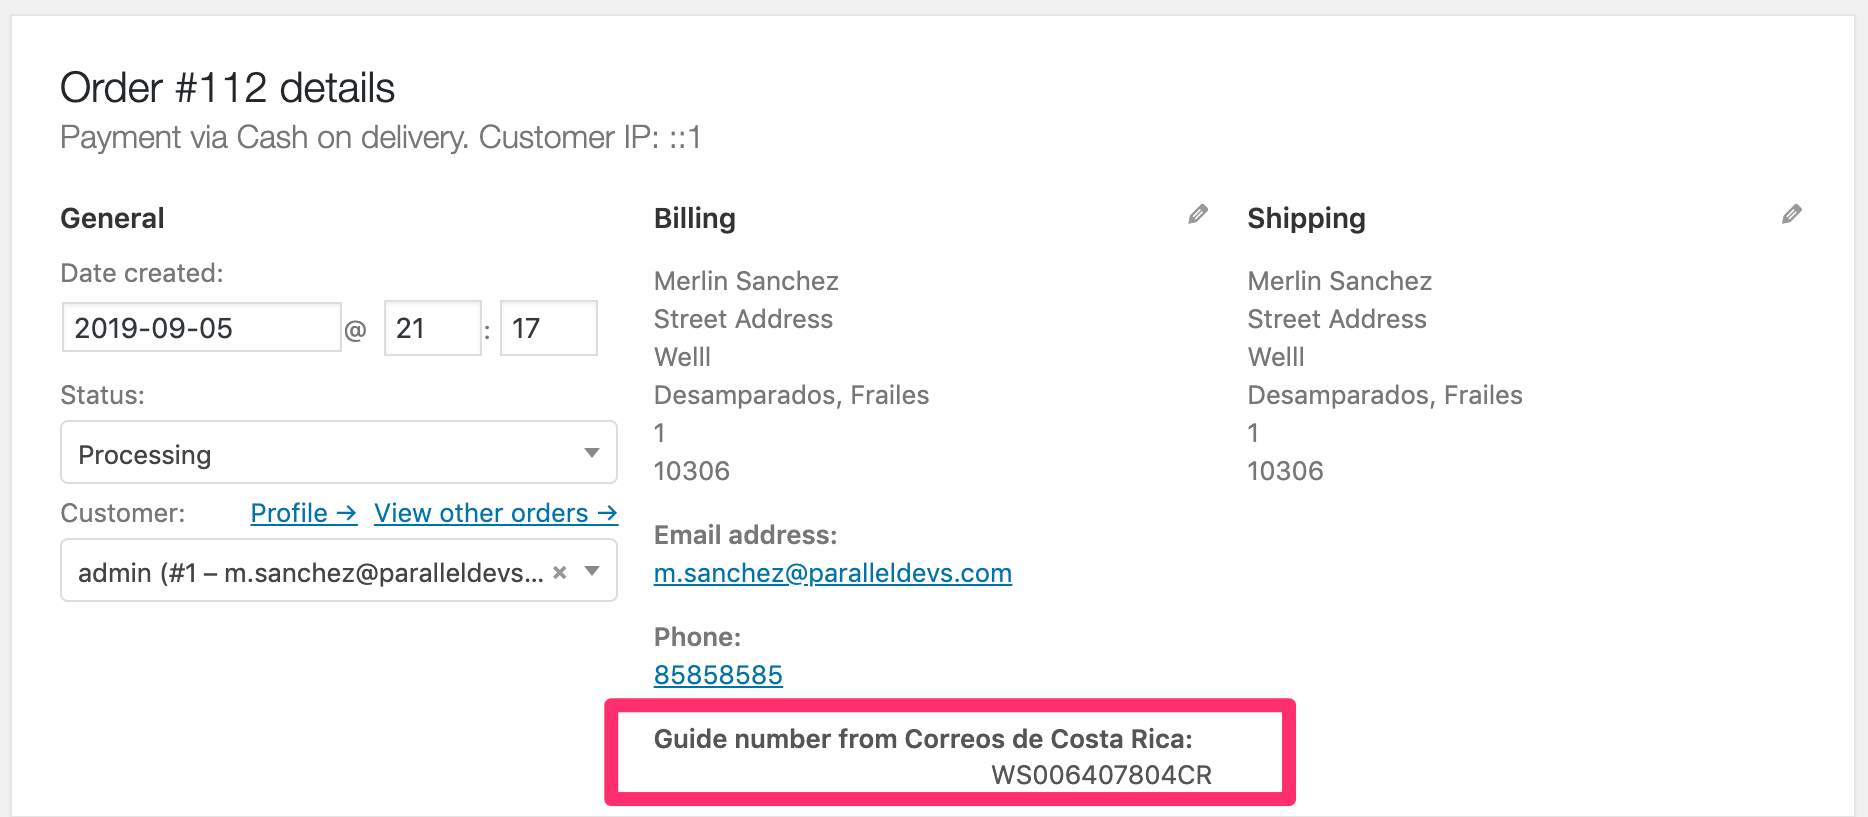 Order #112 details
Payment via Cash on delivery. Customer IP: ::1
General
Date created:
2019-09-05 @ 21 : 17
Status:
Processing
Customer: Profile → View other orders →
admin (#1 – m.sanchez@paralleldevs... × 
Billing
Merlin Sanchez
Street Address
Welll
Desamparados, Frailes
1
10306
Email address:
m.sanchez@paralleldevs.com
Phone:
85858585
Guide number from Correos de Costa Rica:
WS006407804CR
Shipping
Merlin Sanchez
Street Address
Welll
Desamparados, Frailes
1
10306